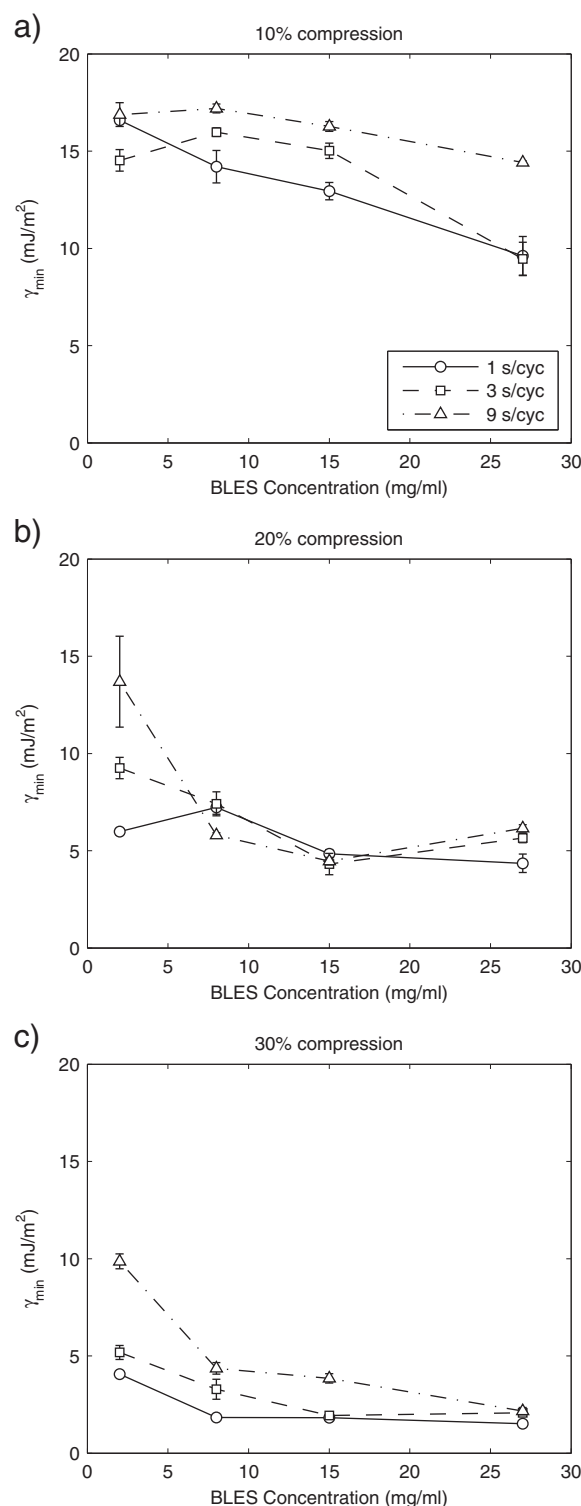 a)
10% compression
20
15
10
5
0
γmin (mJ/m²)
0 5 10 15 20 25 30
BLES Concentration (mg/ml)
1 s/cyc
3 s/cyc
9 s/cyc
b)
20% compression
20
15
10
5
0
γmin (mJ/m²)
0 5 10 15 20 25 30
BLES Concentration (mg/ml)
c)
30% compression
20
15
10
5
0
γmin (mJ/m²)
0 5 10 15 20 25 30
BLES Concentration (mg/ml)